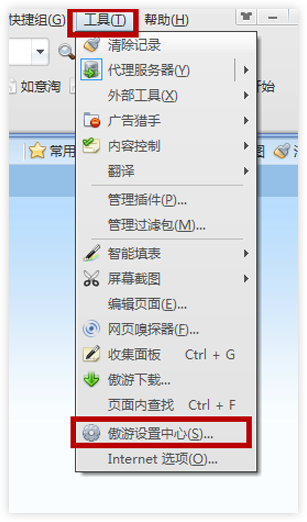 快捷组(G) 工具(T) 帮助(H)
清除记录
代理服务器(Y)
如意淘
外部工具(X)
开始
广告猎手
内容控制
常用
图
翻译
管理插件(P)...
管理过滤包(M)...
智能填表
屏幕截图
编辑页面(E)...
网页嗅探器(F)...
收集面板 Ctrl + G
傲游下载...
页面内查找 Ctrl + F
傲游设置中心(S)...
Internet 选项(O)...